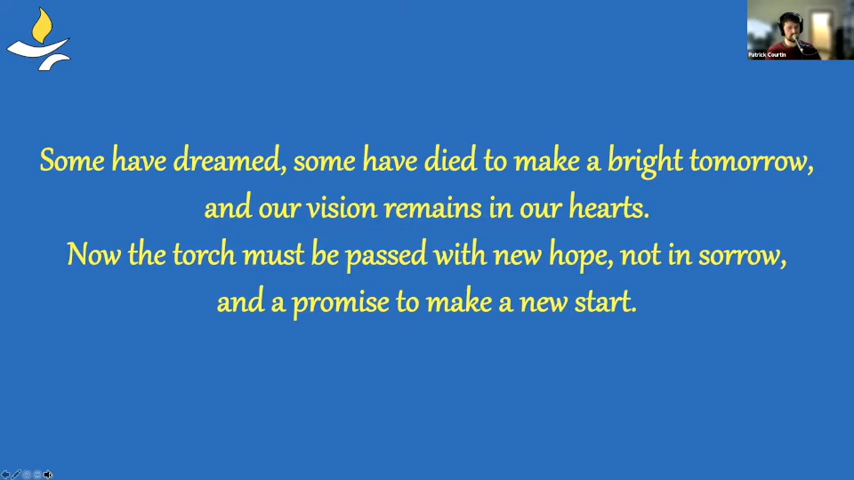 Patrick Courtin
Some have dreamed, some have died to make a bright tomorrow,
and our vision remains in our hearts.
Now the torch must be passed with new hope, not in sorrow,
and a promise to make a new start.